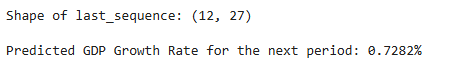 Shape of last_sequence: (12, 27)
Predicted GDP Growth Rate for the next period: 0.7282%